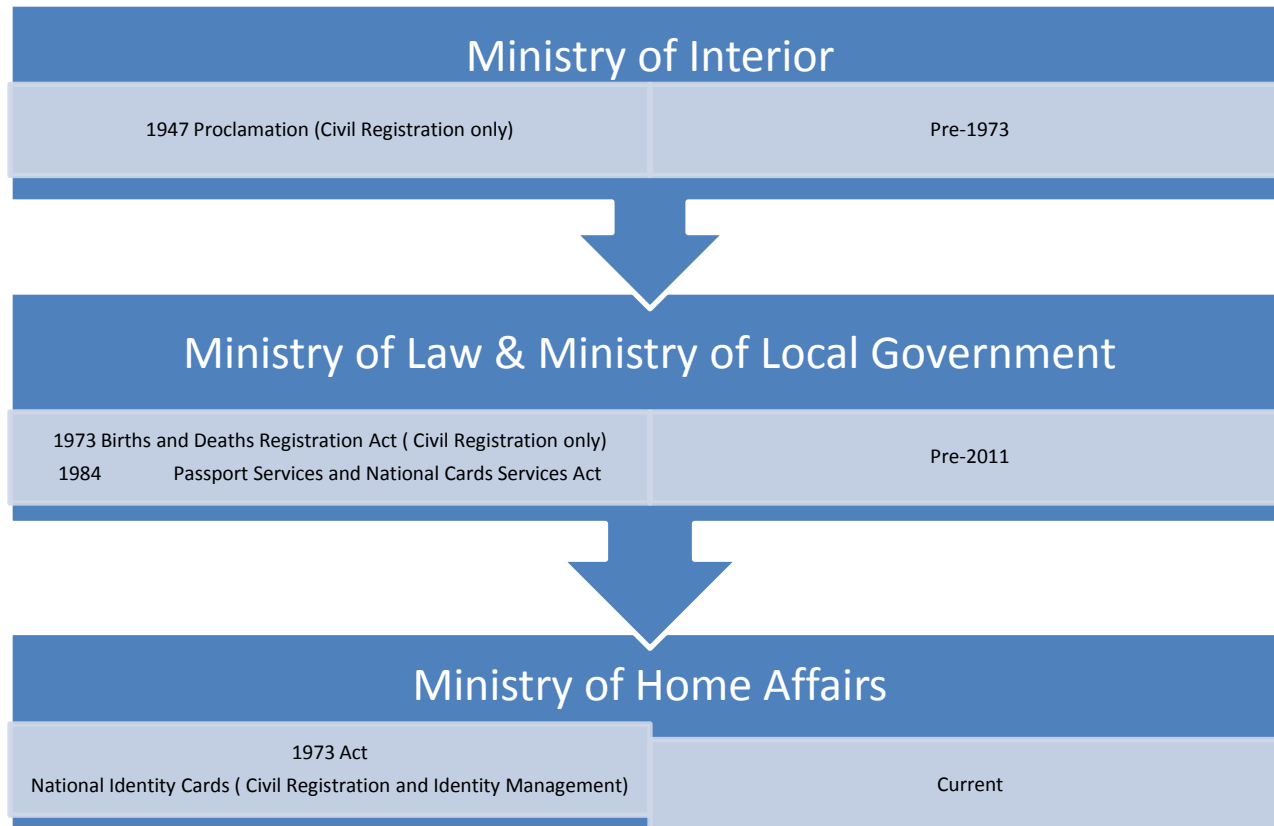 Ministry of Interior
1947 Proclamation (Civil Registration only)
Pre-1973
Ministry of Law & Ministry of Local Government
1973 Births and Deaths Registration Act ( Civil Registration only)
1984 Passport Services and National Cards Services Act
Pre-2011
Ministry of Home Affairs
1973 Act
National Identity Cards ( Civil Registration and Identity Management)
Current